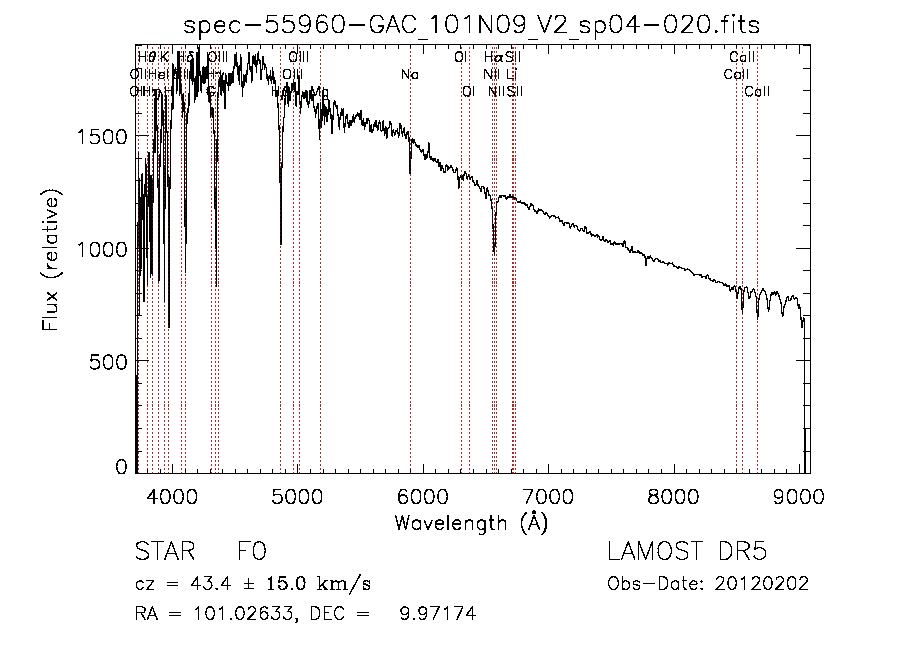 spec-55960-GAC_101N09_V2_sp04-020.fits
Hθ K Hδ OIII OIII OI Hα SII CaII
OII HeI Hγ OIII Na NII Li CaII
OII Hη H G Hβ Mg OI NII SII CaII
1500
1000
500
0
Flux (relative)
4000 5000 6000 7000 8000 9000
Wavelength (Å)
STAR F0 LAMOST DR5
cz = 43.4 ± 15.0 km/s Obs-Date: 20120202
RA = 101.02633, DEC = 9.97174